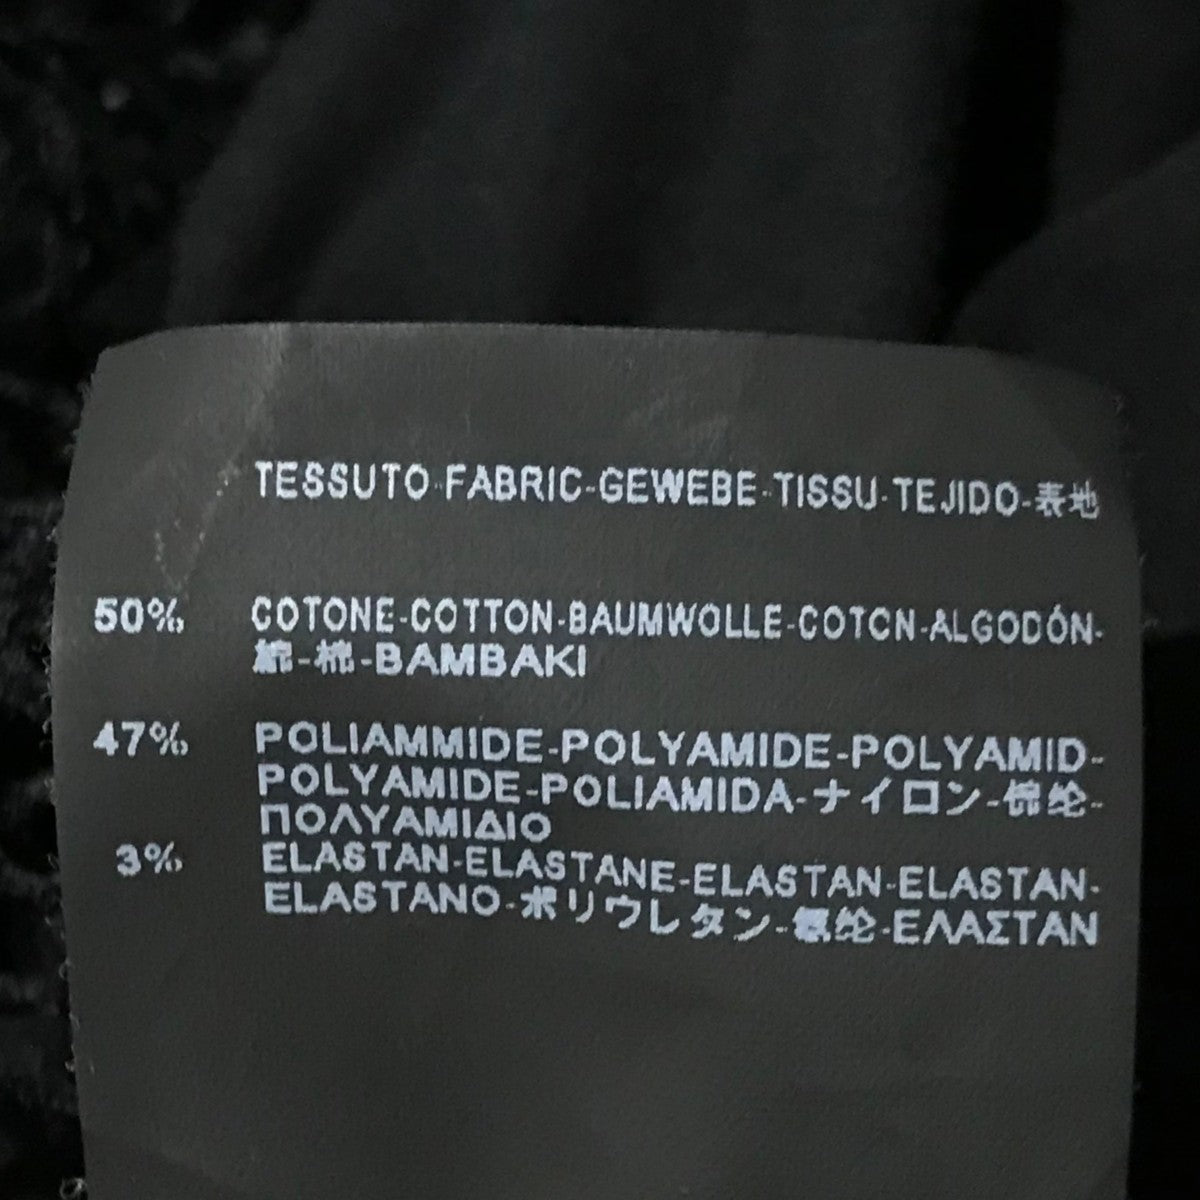 TESSUTO-FABRIC-GEWEBE-TISSU-TEJIDO-表地
50% COTONE-COTTON-BAUMWOLLE-COTON-ALGODÓN-
綿-棉-BAMBAKI
47% POLIAMMIDE-POLYAMIDE-POLYAMID-
POLYAMIDE-POLIAMIDA-ナイロン-锦纶-
ΠΟΛΥΑΜΙΔΙΟ
3% ELASTAN-ELASTANE-ELASTAN-ELASTAN-
ELASTANO-ポリウレタン-氨纶-ΕΛΑΣΤΑΝ